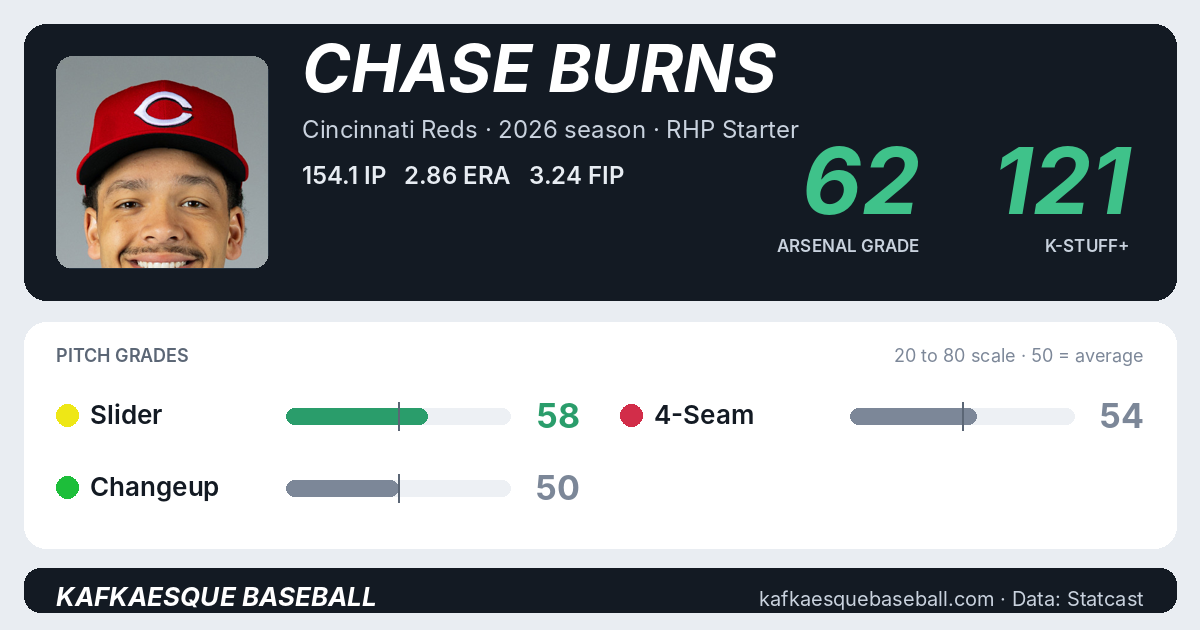 CHASE BURNS
Cincinnati Reds · 2026 season · RHP Starter
154.1 IP 2.86 ERA 3.24 FIP
62 121
ARSENAL GRADE K-STUFF+
PITCH GRADES 20 to 80 scale · 50 = average
Slider 58 4-Seam 54
Changeup 50
KAFKAESQUE BASEBALL kafkaesquebaseball.com · Data: Statcast